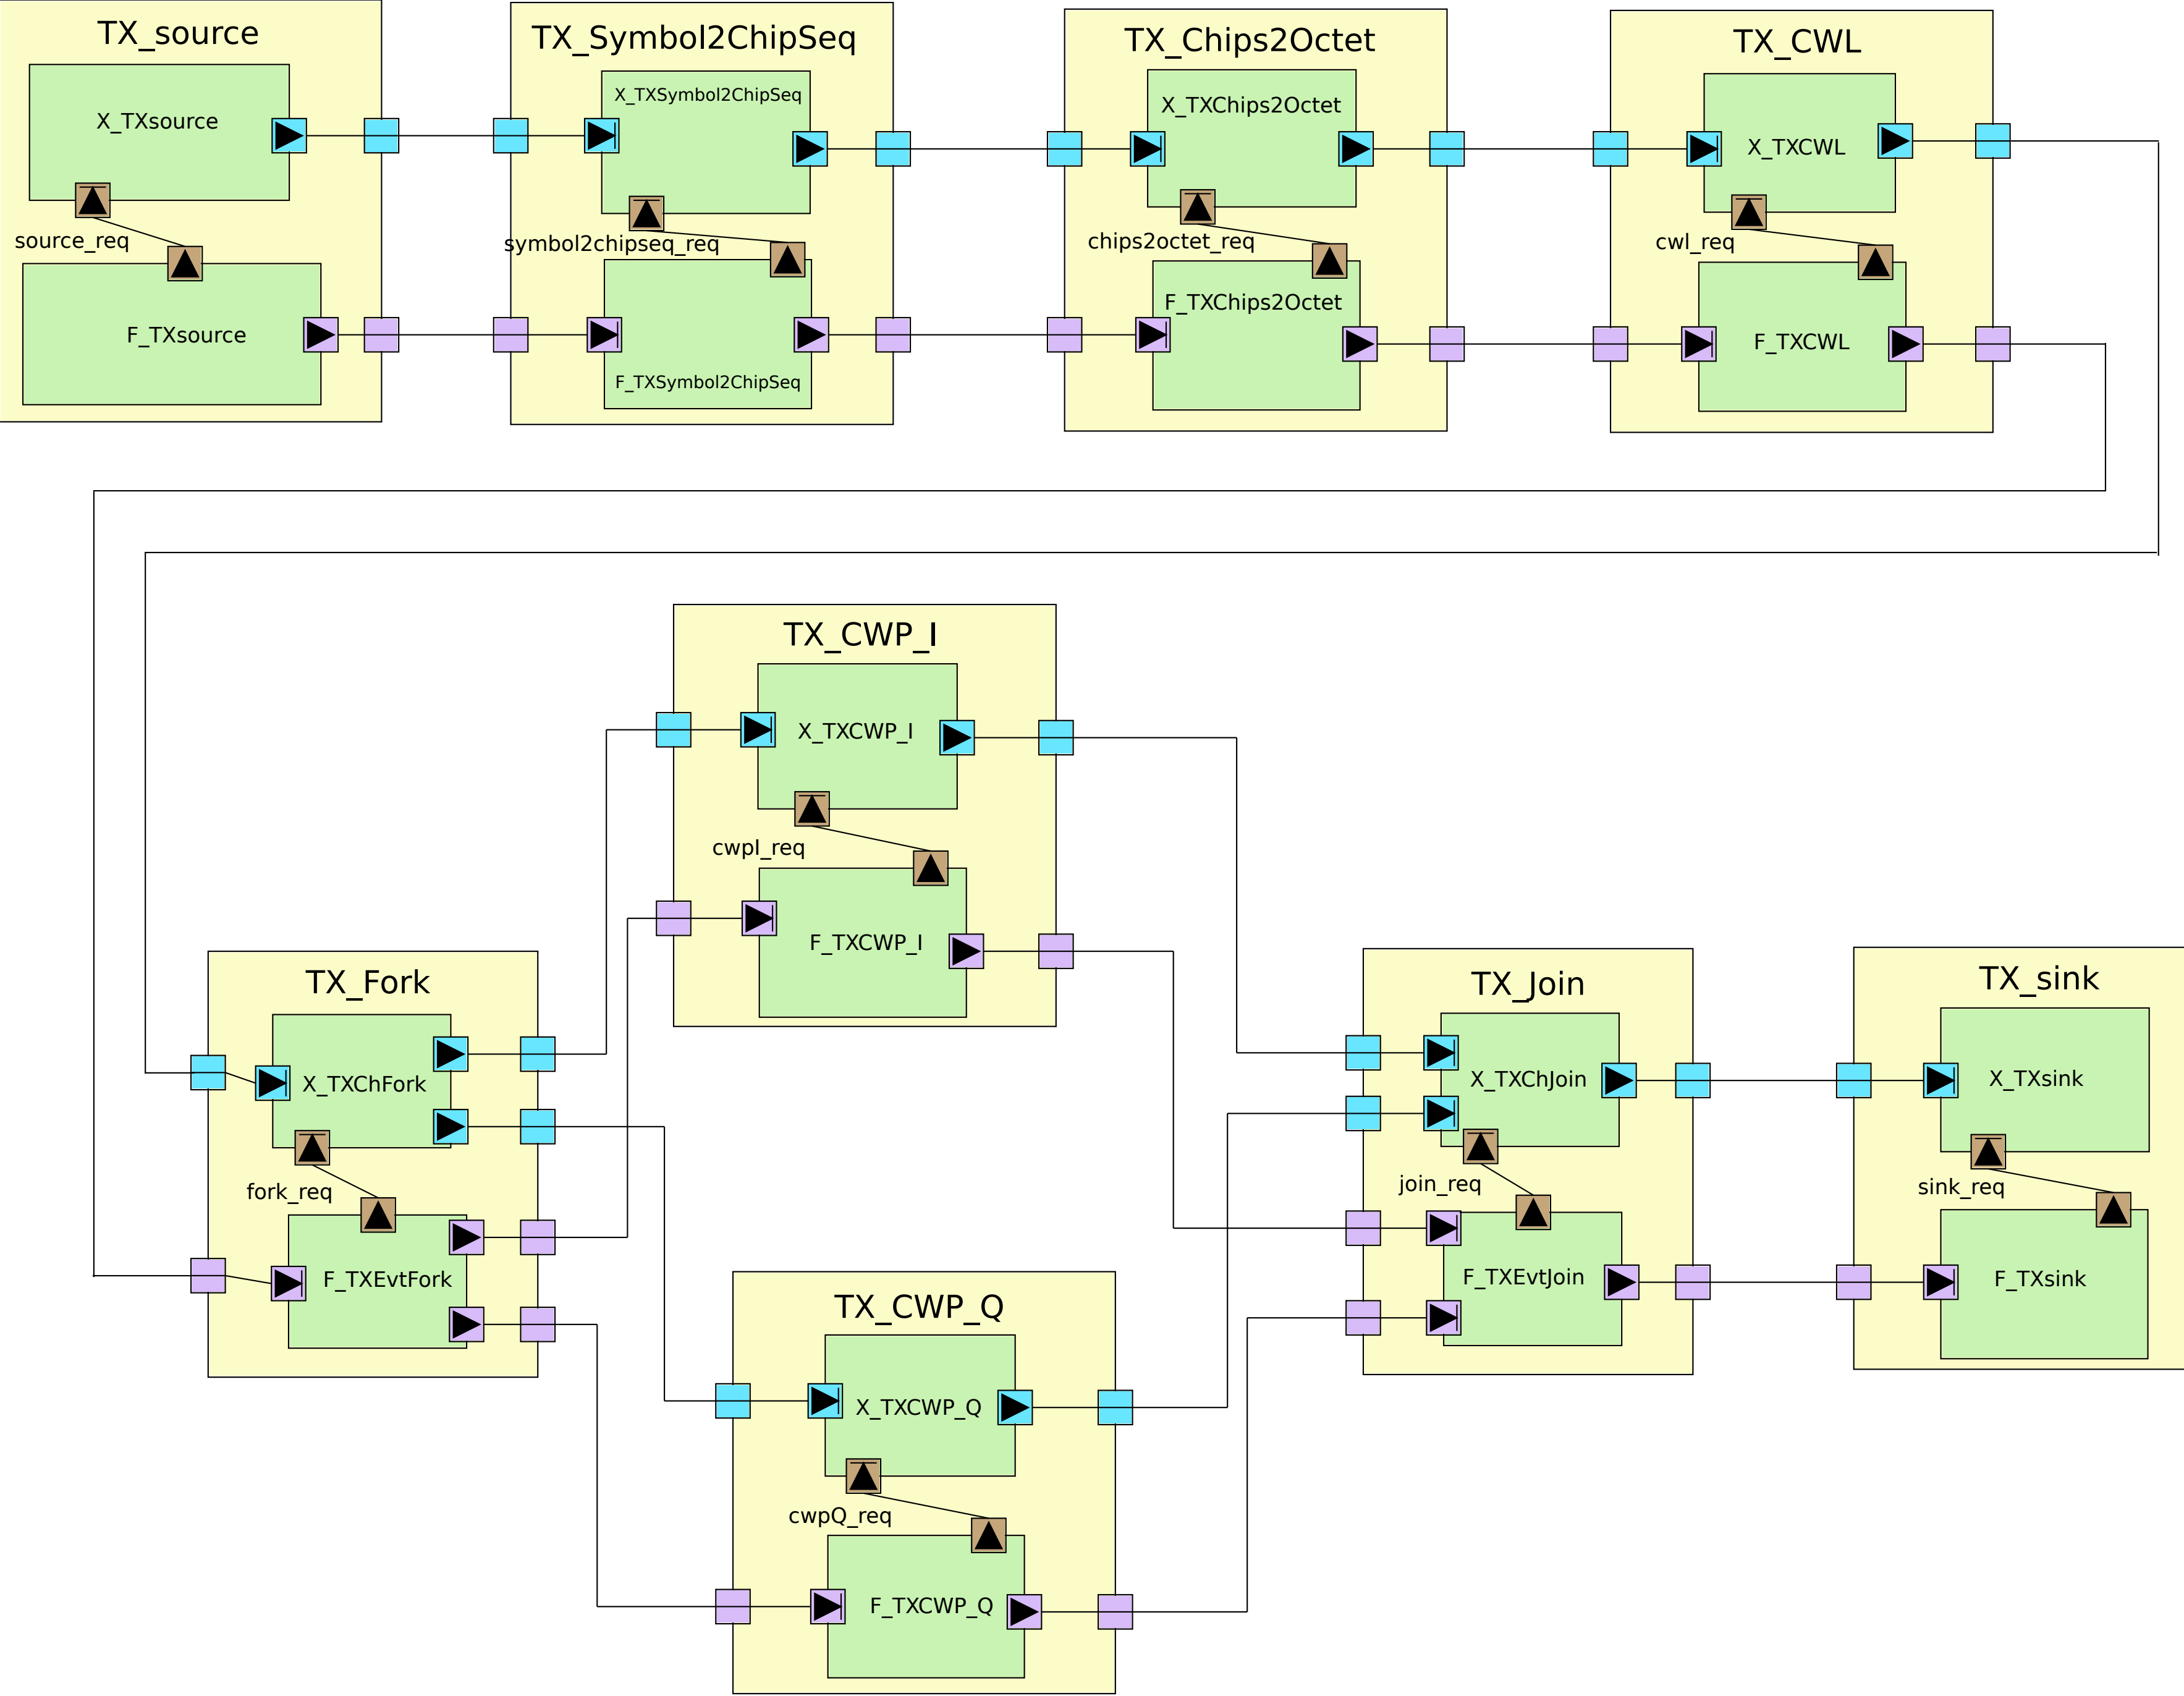 TX_source
X_TXsource
source_req
F_TXsource
TX_Symbol2ChipSeq
X_TXSymbol2ChipSeq
symbol2chipseq_req
F_TXSymbol2ChipSeq
TX_Chips2Octet
X_TXChips2Octet
chips2octet_req
F_TXChips2Octet
TX_CWL
X_TXCWL
cwl_req
F_TXCWL
TX_CWP_I
X_TXCWP_I
cwpI_req
F_TXCWP_I
TX_Fork
X_TXChFork
fork_req
F_TXEvtFork
TX_CWP_Q
X_TXCWP_Q
cwpQ_req
F_TXCWP_Q
TX_Join
X_TXChJoin
join_req
F_TXEvtJoin
TX_sink
X_TXsink
sink_req
F_TXsink